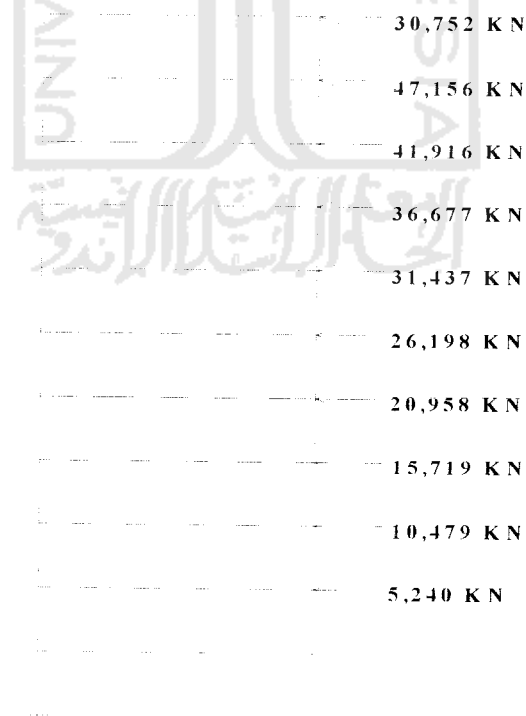 30,752 KN
47,156 KN
41,916 KN
36,677 KN
31,437 KN
26,198 KN
20,958 KN
15,719 KN
10,479 KN
5,240 KN